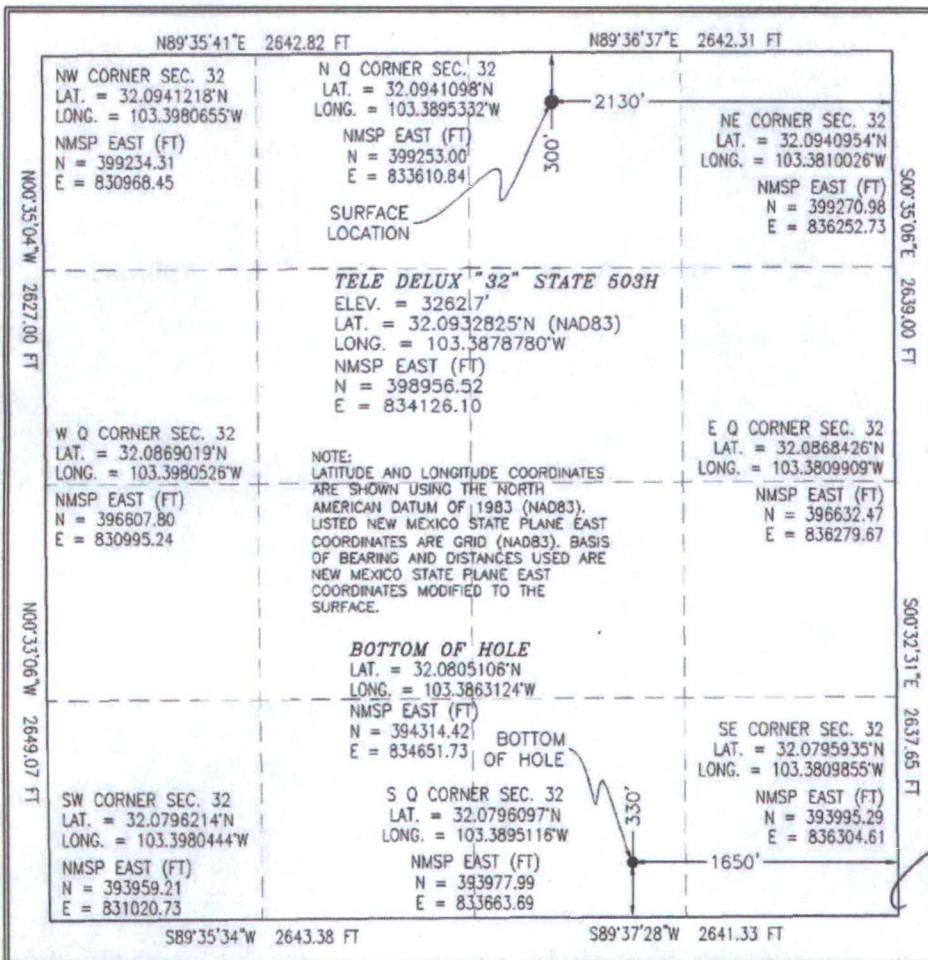 N89°35'41"E 2642.82 FT
N89°36'37"E 2642.31 FT
NW CORNER SEC. 32
LAT. = 32.0941218°N
LONG. = 103.3980655°W
NMSP EAST (FT)
N = 399234.31
E = 830968.45
N Q CORNER SEC. 32
LAT. = 32.0941098°N
LONG. = 103.3895332°W
NMSP EAST (FT)
N = 399253.00
E = 833610.84
SURFACE
LOCATION
300'
2130'
NE CORNER SEC. 32
LAT. = 32.0940954°N
LONG. = 103.3810026°W
NMSP EAST (FT)
N = 399270.98
E = 836252.73
N00°35'04"W 2627.00 FT
S00°35'06"E 2639.00 FT
TELE DELUX "32" STATE 503H
ELEV. = 3262.7'
LAT. = 32.0932825°N (NAD83)
LONG. = 103.3878780°W
NMSP EAST (FT)
N = 398956.52
E = 834126.10
W Q CORNER SEC. 32
LAT. = 32.0869019°N
LONG. = 103.3980526°W
NMSP EAST (FT)
N = 396607.80
E = 830995.24
NOTE:
LATITUDE AND LONGITUDE COORDINATES
ARE SHOWN USING THE NORTH
AMERICAN DATUM OF 1983 (NAD83).
LISTED NEW MEXICO STATE PLANE EAST
COORDINATES ARE GRID (NAD83). BASIS
OF BEARING AND DISTANCES USED ARE
NEW MEXICO STATE PLANE EAST
COORDINATES MODIFIED TO THE
SURFACE.
E Q CORNER SEC. 32
LAT. = 32.0868426°N
LONG. = 103.3809909°W
NMSP EAST (FT)
N = 396632.47
E = 836279.67
N00°33'06"W 2649.07 FT
S00°32'31"E 2637.65 FT
BOTTOM OF HOLE
LAT. = 32.0805106°N
LONG. = 103.3863124°W
NMSP EAST (FT)
N = 394314.42
E = 834651.73
BOTTOM
OF HOLE
330'
1650'
SE CORNER SEC. 32
LAT. = 32.0795935°N
LONG. = 103.3809855°W
NMSP EAST (FT)
N = 393995.29
E = 836304.61
SW CORNER SEC. 32
LAT. = 32.0796214°N
LONG. = 103.3980444°W
NMSP EAST (FT)
N = 393959.21
E = 831020.73
S Q CORNER SEC. 32
LAT. = 32.0796097°N
LONG. = 103.3895116°W
NMSP EAST (FT)
N = 393977.99
E = 833663.69
S89°35'34"W 2643.38 FT
S89°37'28"W 2641.33 FT